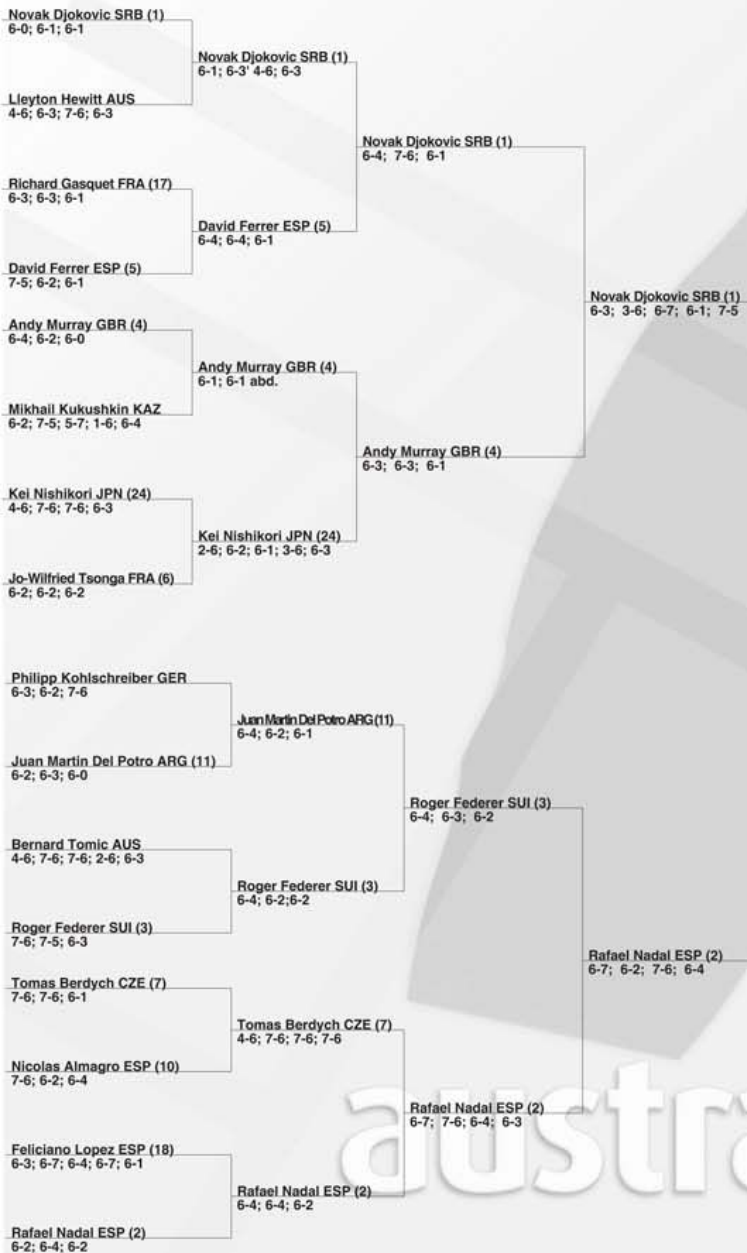 Novak Djokovic SRB (1)
6-0; 6-1; 6-1
Lleyton Hewitt AUS
4-6; 6-3; 7-6; 6-3
Richard Gasquet FRA (17)
6-3; 6-3; 6-1
David Ferrer ESP (5)
7-5; 6-2; 6-1
Andy Murray GBR (4)
6-4; 6-2; 6-0
Mikhail Kukushkin KAZ
6-2; 7-5; 5-7; 1-6; 6-4
Kei Nishikori JPN (24)
4-6; 7-6; 7-6; 6-3
Jo-Wilfried Tsonga FRA (6)
6-2; 6-2; 6-2
Philipp Kohlschreiber GER
6-3; 6-2; 7-6
Juan Martin Del Potro ARG (11)
6-2; 6-3; 6-0
Bernard Tomic AUS
4-6; 7-6; 7-6; 2-6; 6-3
Roger Federer SUI (3)
7-6; 7-5; 6-3
Tomas Berdych CZE (7)
7-6; 7-6; 6-1
Nicolas Almagro ESP (10)
7-6; 6-2; 6-4
Feliciano Lopez ESP (18)
6-3; 6-7; 6-4; 6-7; 6-1
Rafael Nadal ESP (2)
6-2; 6-4; 6-2
Novak Djokovic SRB (1)
6-1; 6-3' 4-6; 6-3
David Ferrer ESP (5)
6-4; 6-4; 6-1
Andy Murray GBR (4)
6-1; 6-1 abd.
Kei Nishikori JPN (24)
2-6; 6-2; 6-1; 3-6; 6-3
Juan Martin Del Potro ARG (11)
6-4; 6-2; 6-1
Roger Federer SUI (3)
6-4; 6-2;6-2
Tomas Berdych CZE (7)
4-6; 7-6; 7-6; 7-6
Rafael Nadal ESP (2)
6-4; 6-4; 6-2
Novak Djokovic SRB (1)
6-4; 7-6; 6-1
Andy Murray GBR (4)
6-3; 6-3; 6-1
Roger Federer SUI (3)
6-4; 6-3; 6-2
Rafael Nadal ESP (2)
6-7; 7-6; 6-4; 6-3
Novak Djokovic SRB (1)
6-3; 3-6; 6-7; 6-1; 7-5
Rafael Nadal ESP (2)
6-7; 6-2; 7-6; 6-4
austra